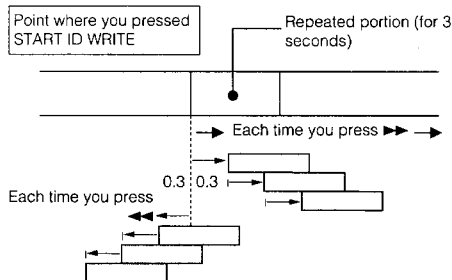 Point where you pressed
START ID WRITE
Repeated portion (for 3
seconds)
Each time you press ▶▶
0.3 0.3
Each time you press
◀◀